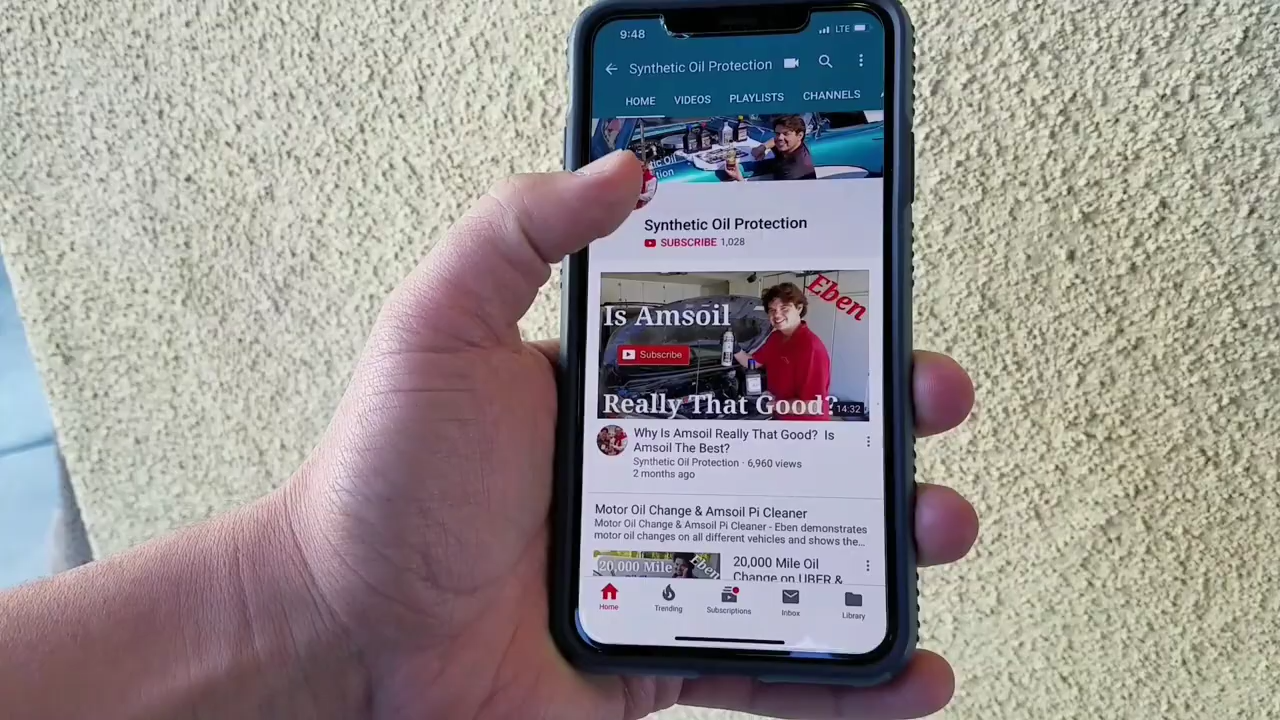 9:48
LTE
Synthetic Oil Protection
HOME VIDEOS PLAYLISTS CHANNELS
tic Oil
tion
Synthetic Oil Protection
SUBSCRIBE 1,028
Eben
Is Amsoil
Subscribe
Really That Good?
14:32
Why Is Amsoil Really That Good? Is
Amsoil The Best?
Synthetic Oil Protection · 6,960 views
2 months ago
Motor Oil Change & Amsoil Pi Cleaner
Motor Oil Change & Amsoil Pi Cleaner - Eben demonstrates
motor oil changes on all different vehicles and shows the...
20,000 Mile
Eben
20,000 Mile Oil
Change on UBER &
Home Trending Subscriptions Inbox Library